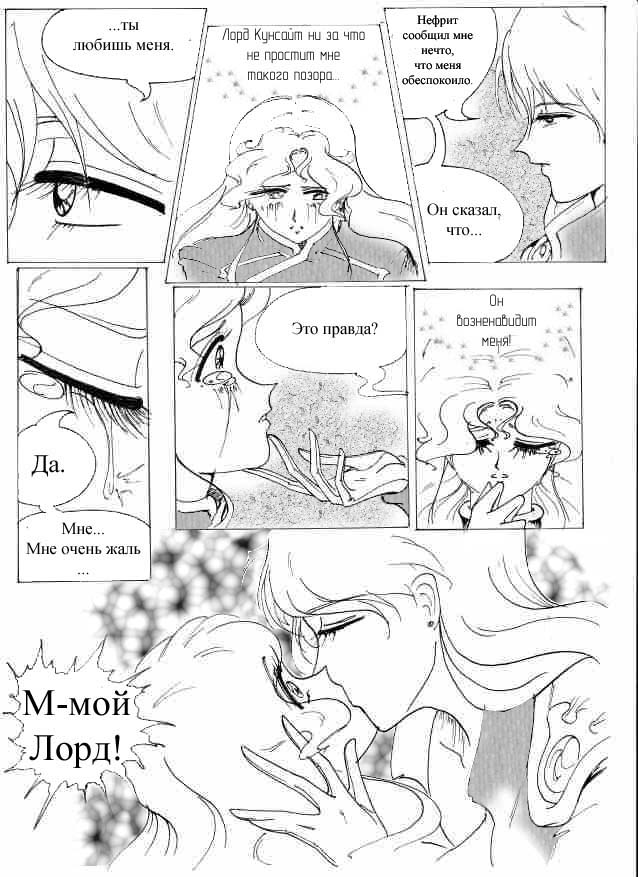 Нефрит
сообщил мне
нечто,
что меня
обеспокоило.
Он сказал,
что...
Лорд Кунсайт ни за что
не простит мне
такого позора...
...ты
любишь меня.
Он
возненавидит
меня!
Это правда?
Да.
Мне...
Мне очень жаль
...
М-мой
Лорд!